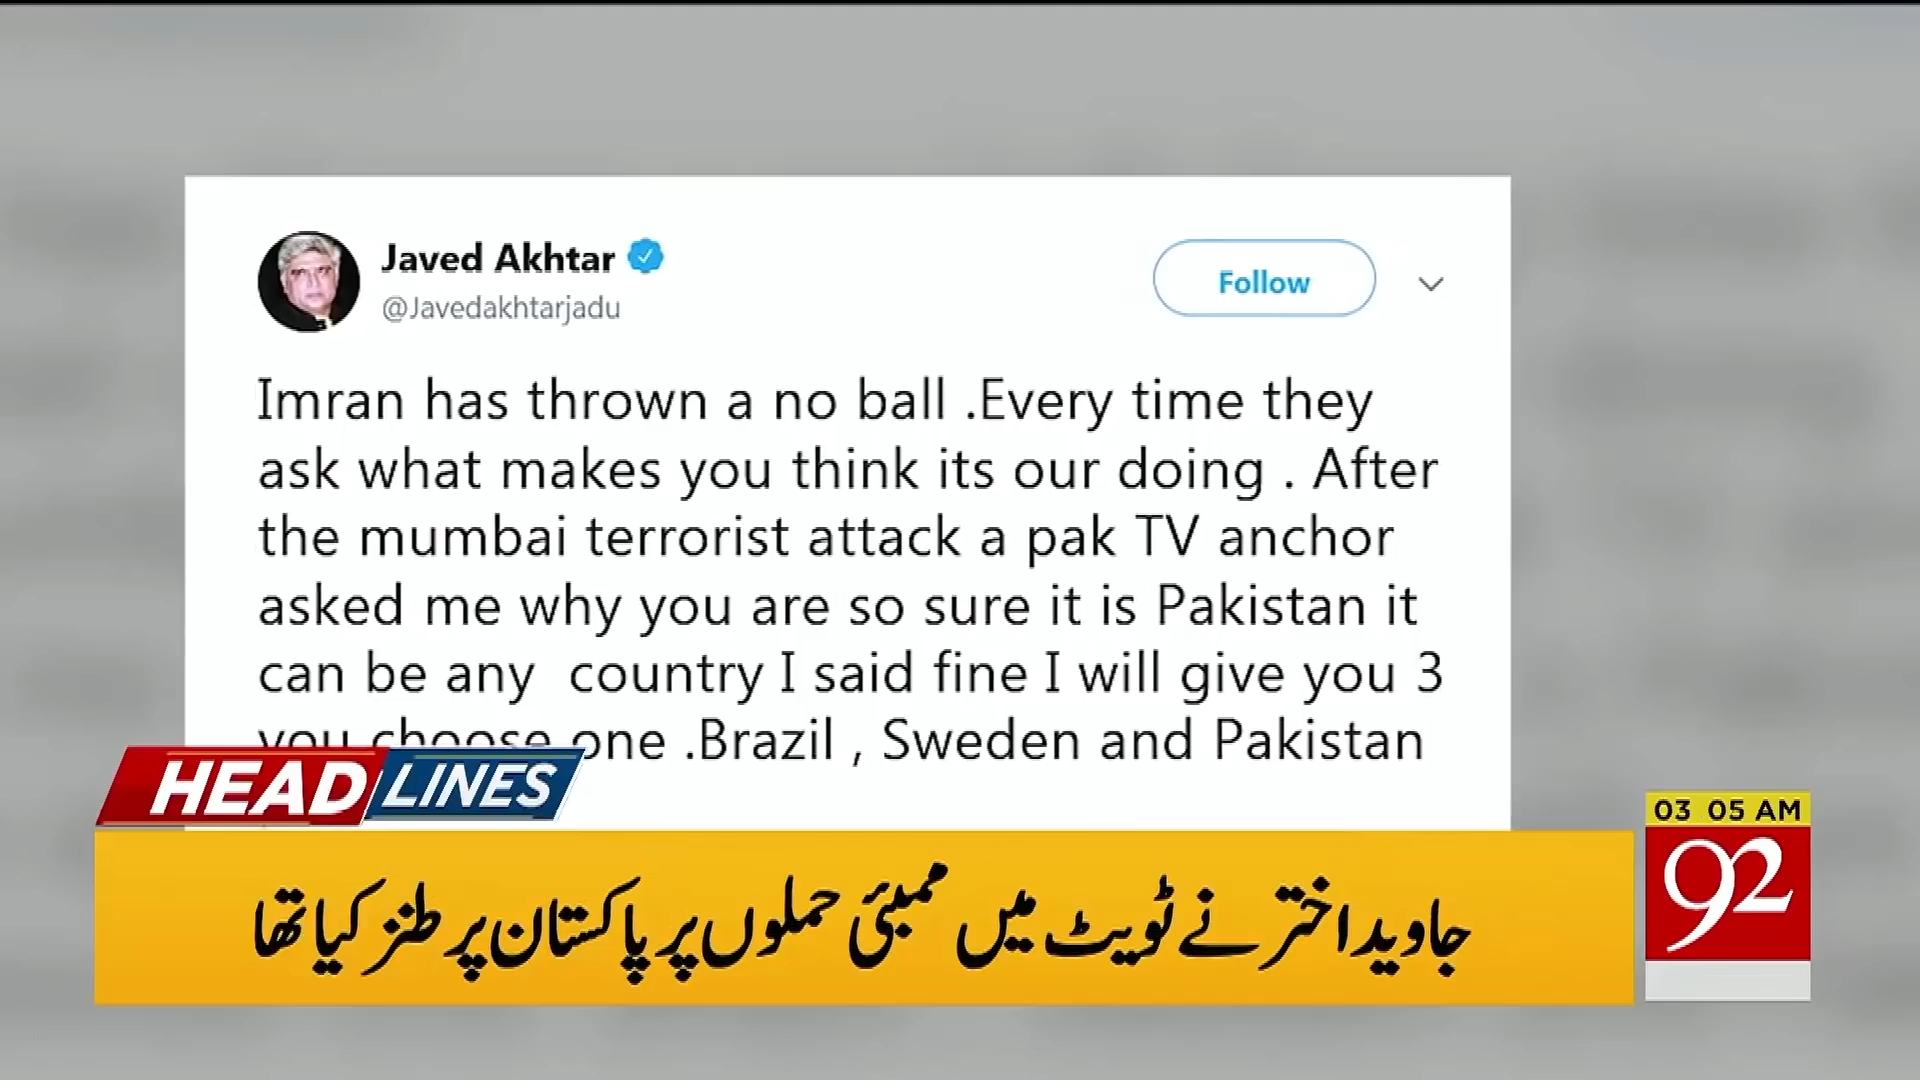 Javed Akhtar
@Javedakhtarjadu
Follow
Imran has thrown a no ball .Every time they
ask what makes you think its our doing . After
the mumbai terrorist attack a pak TV anchor
asked me why you are so sure it is Pakistan it
can be any  country I said fine I will give you 3
you choose one .Brazil , Sweden and Pakistan
HEADLINES
03 05 AM
92
جاوید اختر نے ٹویٹ میں ممبئی حملوں پر پاکستان پر طنز کیا تھا